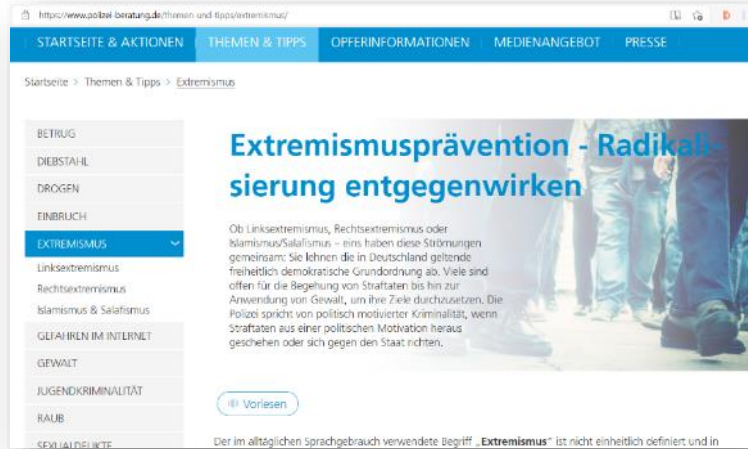 https://www.polizei-beratung.de/themen-und-tipps/extremismus/
STARTSEITE & AKTIONEN THEMEN & TIPPS OPFERINFORMATIONEN MEDIENANGEBOT PRESSE
Startseite > Themen & Tipps > Extremismus
BETRUG
DIEBSTAHL
DROGEN
EINBRUCH
EXTREMISMUS
Linksextremismus
Rechtsextremismus
Islamismus & Salafismus
GEFAHREN IM INTERNET
GEWALT
JUGENDKRIMINALITÄT
RAUB
SEXUALDELIKTE
Extremismusprävention - Radikali-
sierung entgegenwirken
Ob Linksextremismus, Rechtsextremismus oder
Islamismus/Salafismus – eins haben diese Strömungen
gemeinsam: Sie lehnen die in Deutschland geltende
freiheitlich demokratische Grundordnung ab. Viele sind
offen für die Begehung von Straftaten bis hin zur
Anwendung von Gewalt, um ihre Ziele durchzusetzen. Die
Polizei spricht von politisch motivierter Kriminalität, wenn
Straftaten aus einer politischen Motivation heraus
geschehen oder sich gegen den Staat richten.
Vorlesen
Der im alltäglichen Sprachgebrauch verwendete Begriff „Extremismus“ ist nicht einheitlich definiert und in